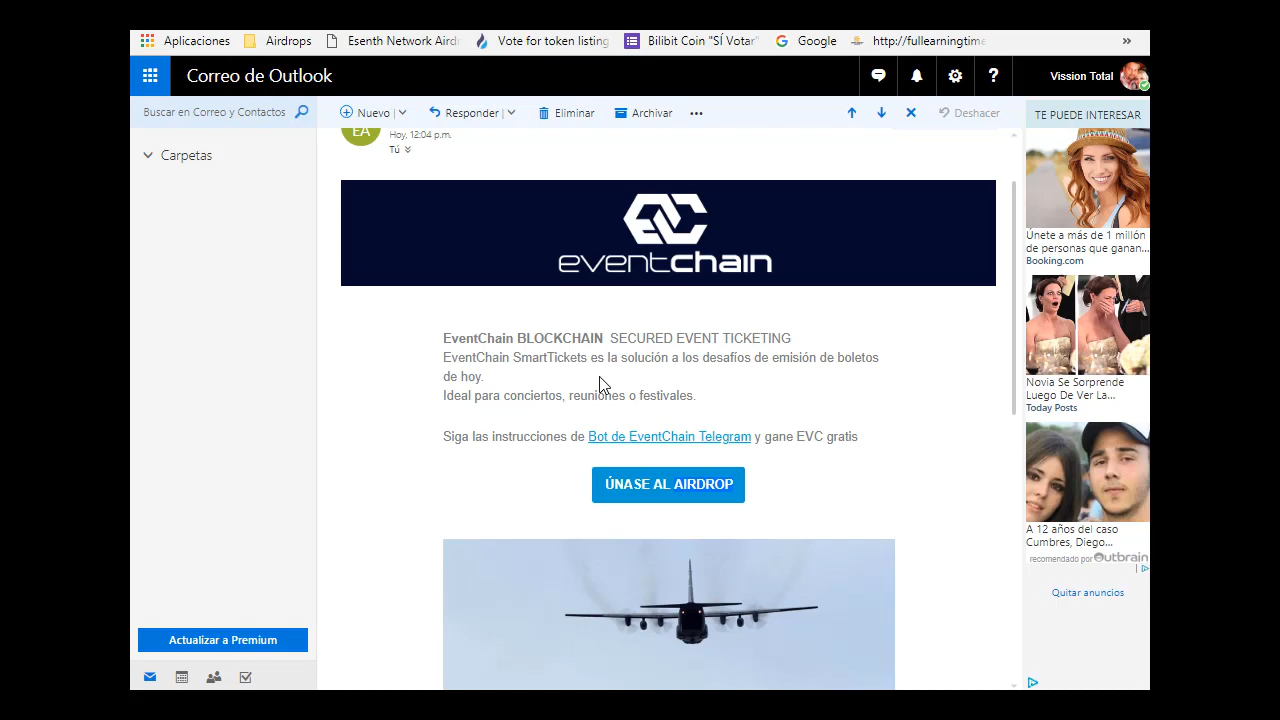 Aplicaciones
Airdrops
Esenth Network Airdr
Vote for token listing
Bilibit Coin "SÍ Votar"
Google
http://fullearningtime
»
Correo de Outlook
?
Vission Total
Buscar en Correo y Contactos
Nuevo
Responder
Eliminar
Archivar
Deshacer
TE PUEDE INTERESAR
Carpetas
EA
Hoy, 12:04 p.m.
Tú
EC
eventchain
EventChain BLOCKCHAIN SECURED EVENT TICKETING
EventChain SmartTickets es la solución a los desafíos de emisión de boletos
de hoy.
Ideal para conciertos, reuniones o festivales.
Siga las instrucciones de Bot de EventChain Telegram y gane EVC gratis
ÚNASE AL AIRDROP
Únete a más de 1 millón
de personas que ganan...
Booking.com
Novia Se Sorprende
Luego De Ver La...
Today Posts
A 12 años del caso
Cumbres, Diego...
recomendado por Outbrain
Quitar anuncios
Actualizar a Premium